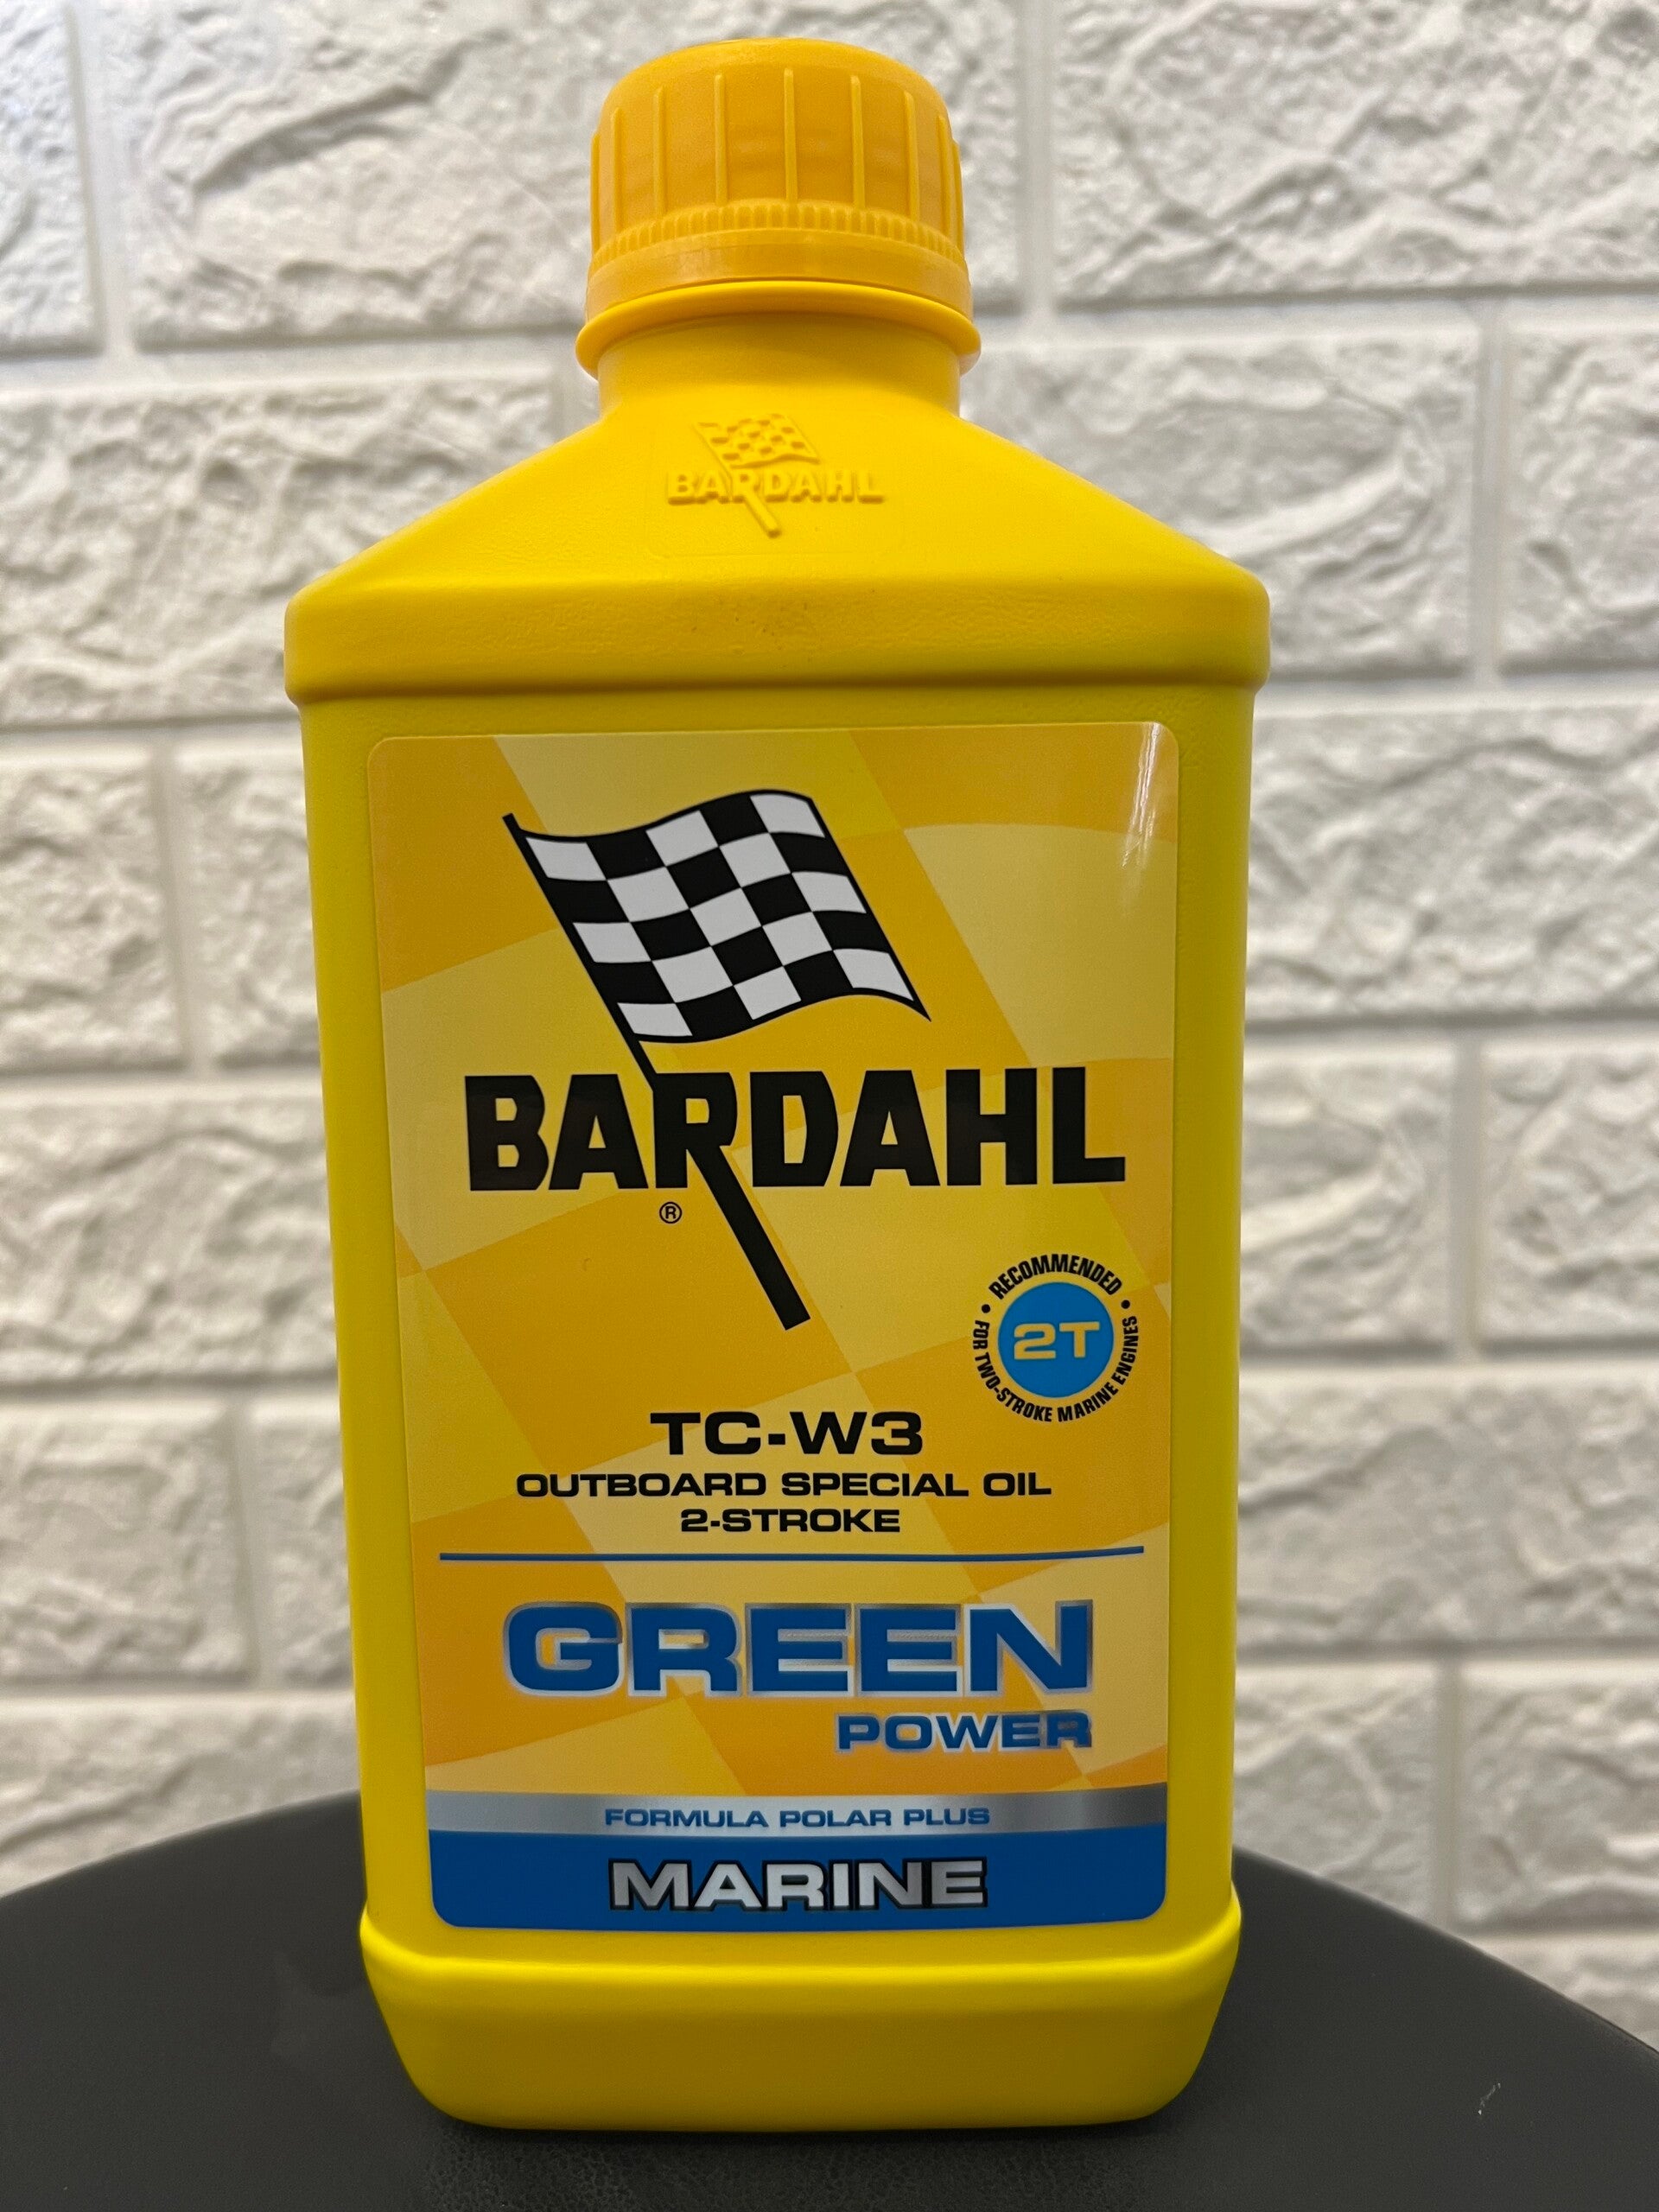 BARDAHL
BARDAHL
®
RECOMMENDED
• FOR TWO-STROKE MARINE ENGINES •
2T
TC-W3
OUTBOARD SPECIAL OIL
2-STROKE
GREEN
POWER
FORMULA POLAR PLUS
MARINE